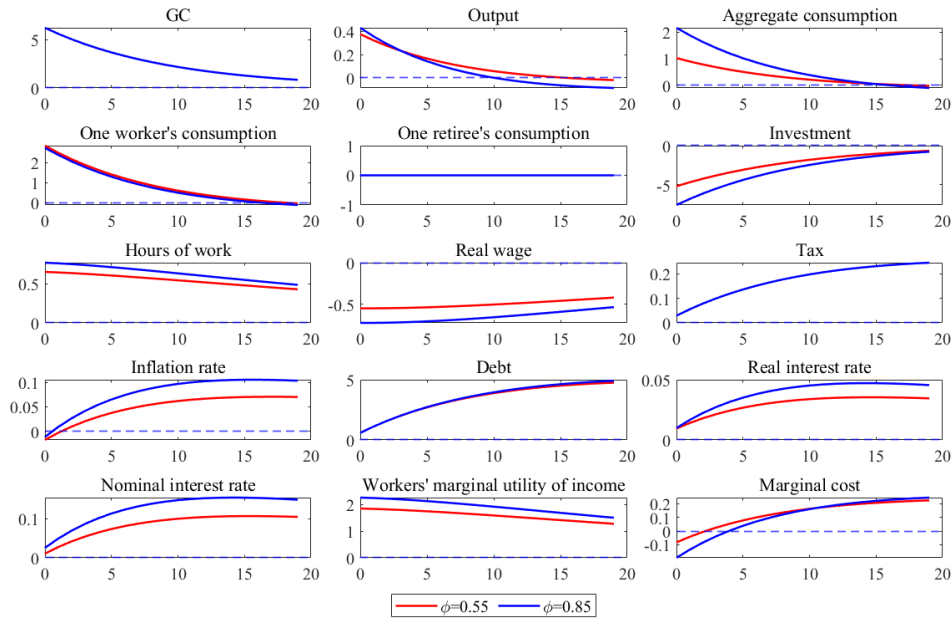 GC
Output
Aggregate consumption
5
0
0 5 10 15 20
0.4
0.2
0
0 5 10 15 20
2
1
0
0 5 10 15 20
One worker's consumption
One retiree's consumption
Investment
2
1
0
0 5 10 15 20
1
0
-1
0 5 10 15 20
0
-5
0 5 10 15 20
Hours of work
Real wage
Tax
0.5
0
0 5 10 15 20
0
-0.5
0 5 10 15 20
0.2
0.1
0
0 5 10 15 20
Inflation rate
Debt
Real interest rate
0.1
0.05
0
0 5 10 15 20
5
0
0 5 10 15 20
0.05
0
0 5 10 15 20
Nominal interest rate
Workers' marginal utility of income
Marginal cost
0.1
0
0 5 10 15 20
2
1
0
0 5 10 15 20
0.2
0.1
-0.1
0 5 10 15 20
ϕ=0.55
ϕ=0.85